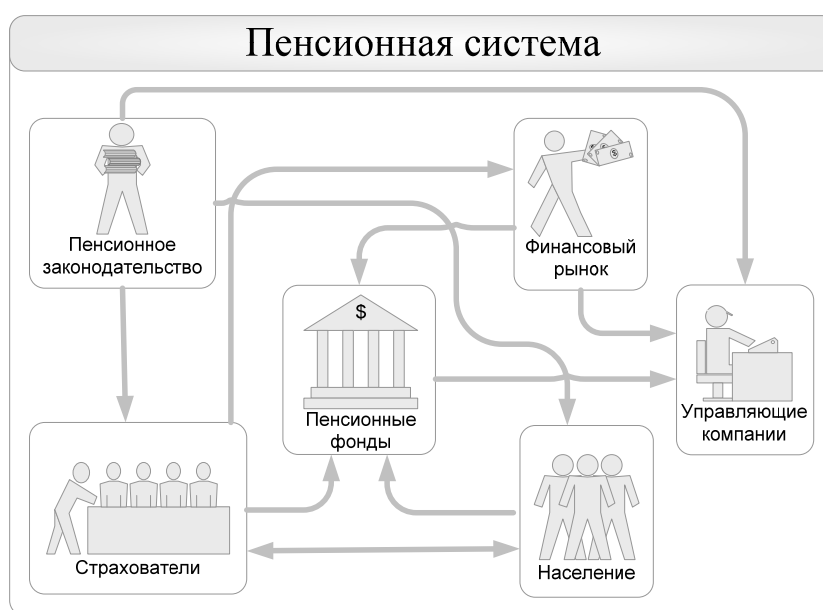 Пенсионная система
Пенсионное
законодательство
Финансовый
рынок
$
Пенсионные
фонды
Управляющие
компании
Страхователи
Население